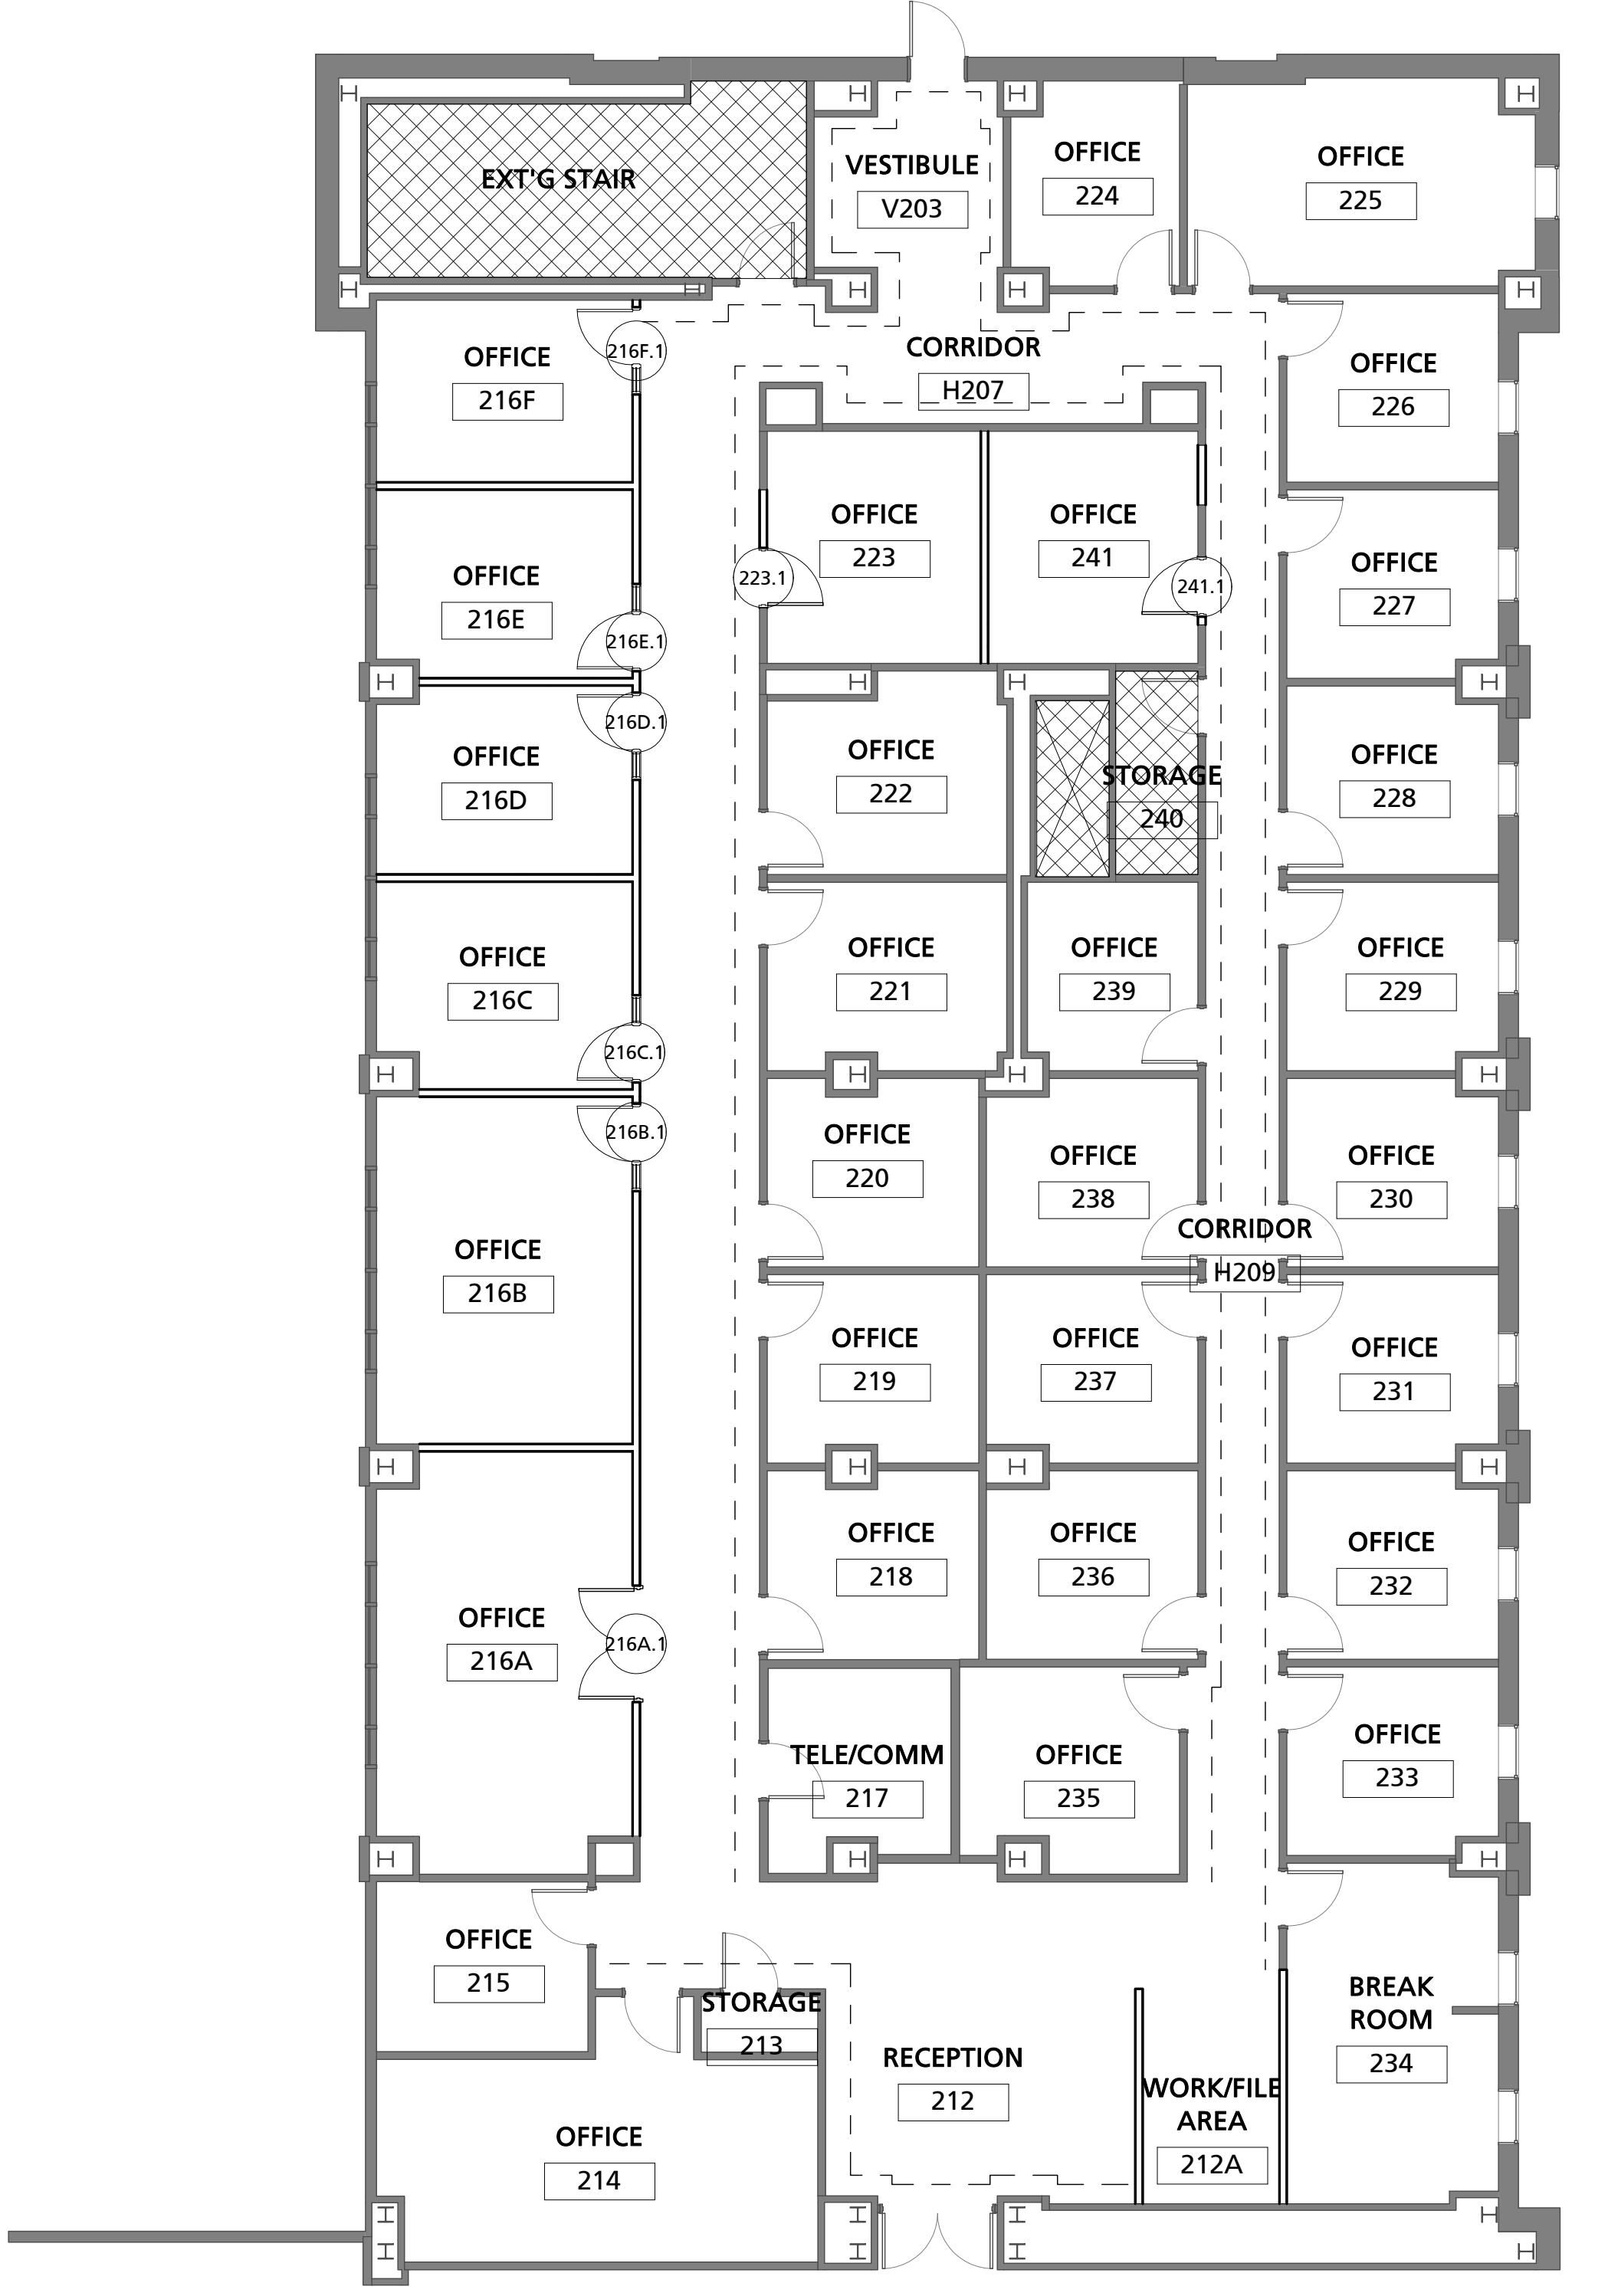 EXT'G STAIR
VESTIBULE
V203
OFFICE
224
OFFICE
225
OFFICE
216F
216F.1
CORRIDOR
H207
OFFICE
226
OFFICE
223
223.1
OFFICE
241
241.1
OFFICE
227
OFFICE
216E
216E.1
OFFICE
216D
216D.1
OFFICE
222
STORAGE
240
OFFICE
228
OFFICE
216C
216C.1
OFFICE
221
OFFICE
239
OFFICE
229
216B.1
OFFICE
220
OFFICE
238
OFFICE
230
CORRIDOR
H209
OFFICE
216B
OFFICE
219
OFFICE
237
OFFICE
231
OFFICE
218
OFFICE
236
OFFICE
232
OFFICE
216A
216A.1
TELE/COMM
217
OFFICE
235
OFFICE
233
OFFICE
215
STORAGE
213
BREAK
ROOM
234
RECEPTION
212
WORK/FILE
AREA
212A
OFFICE
214